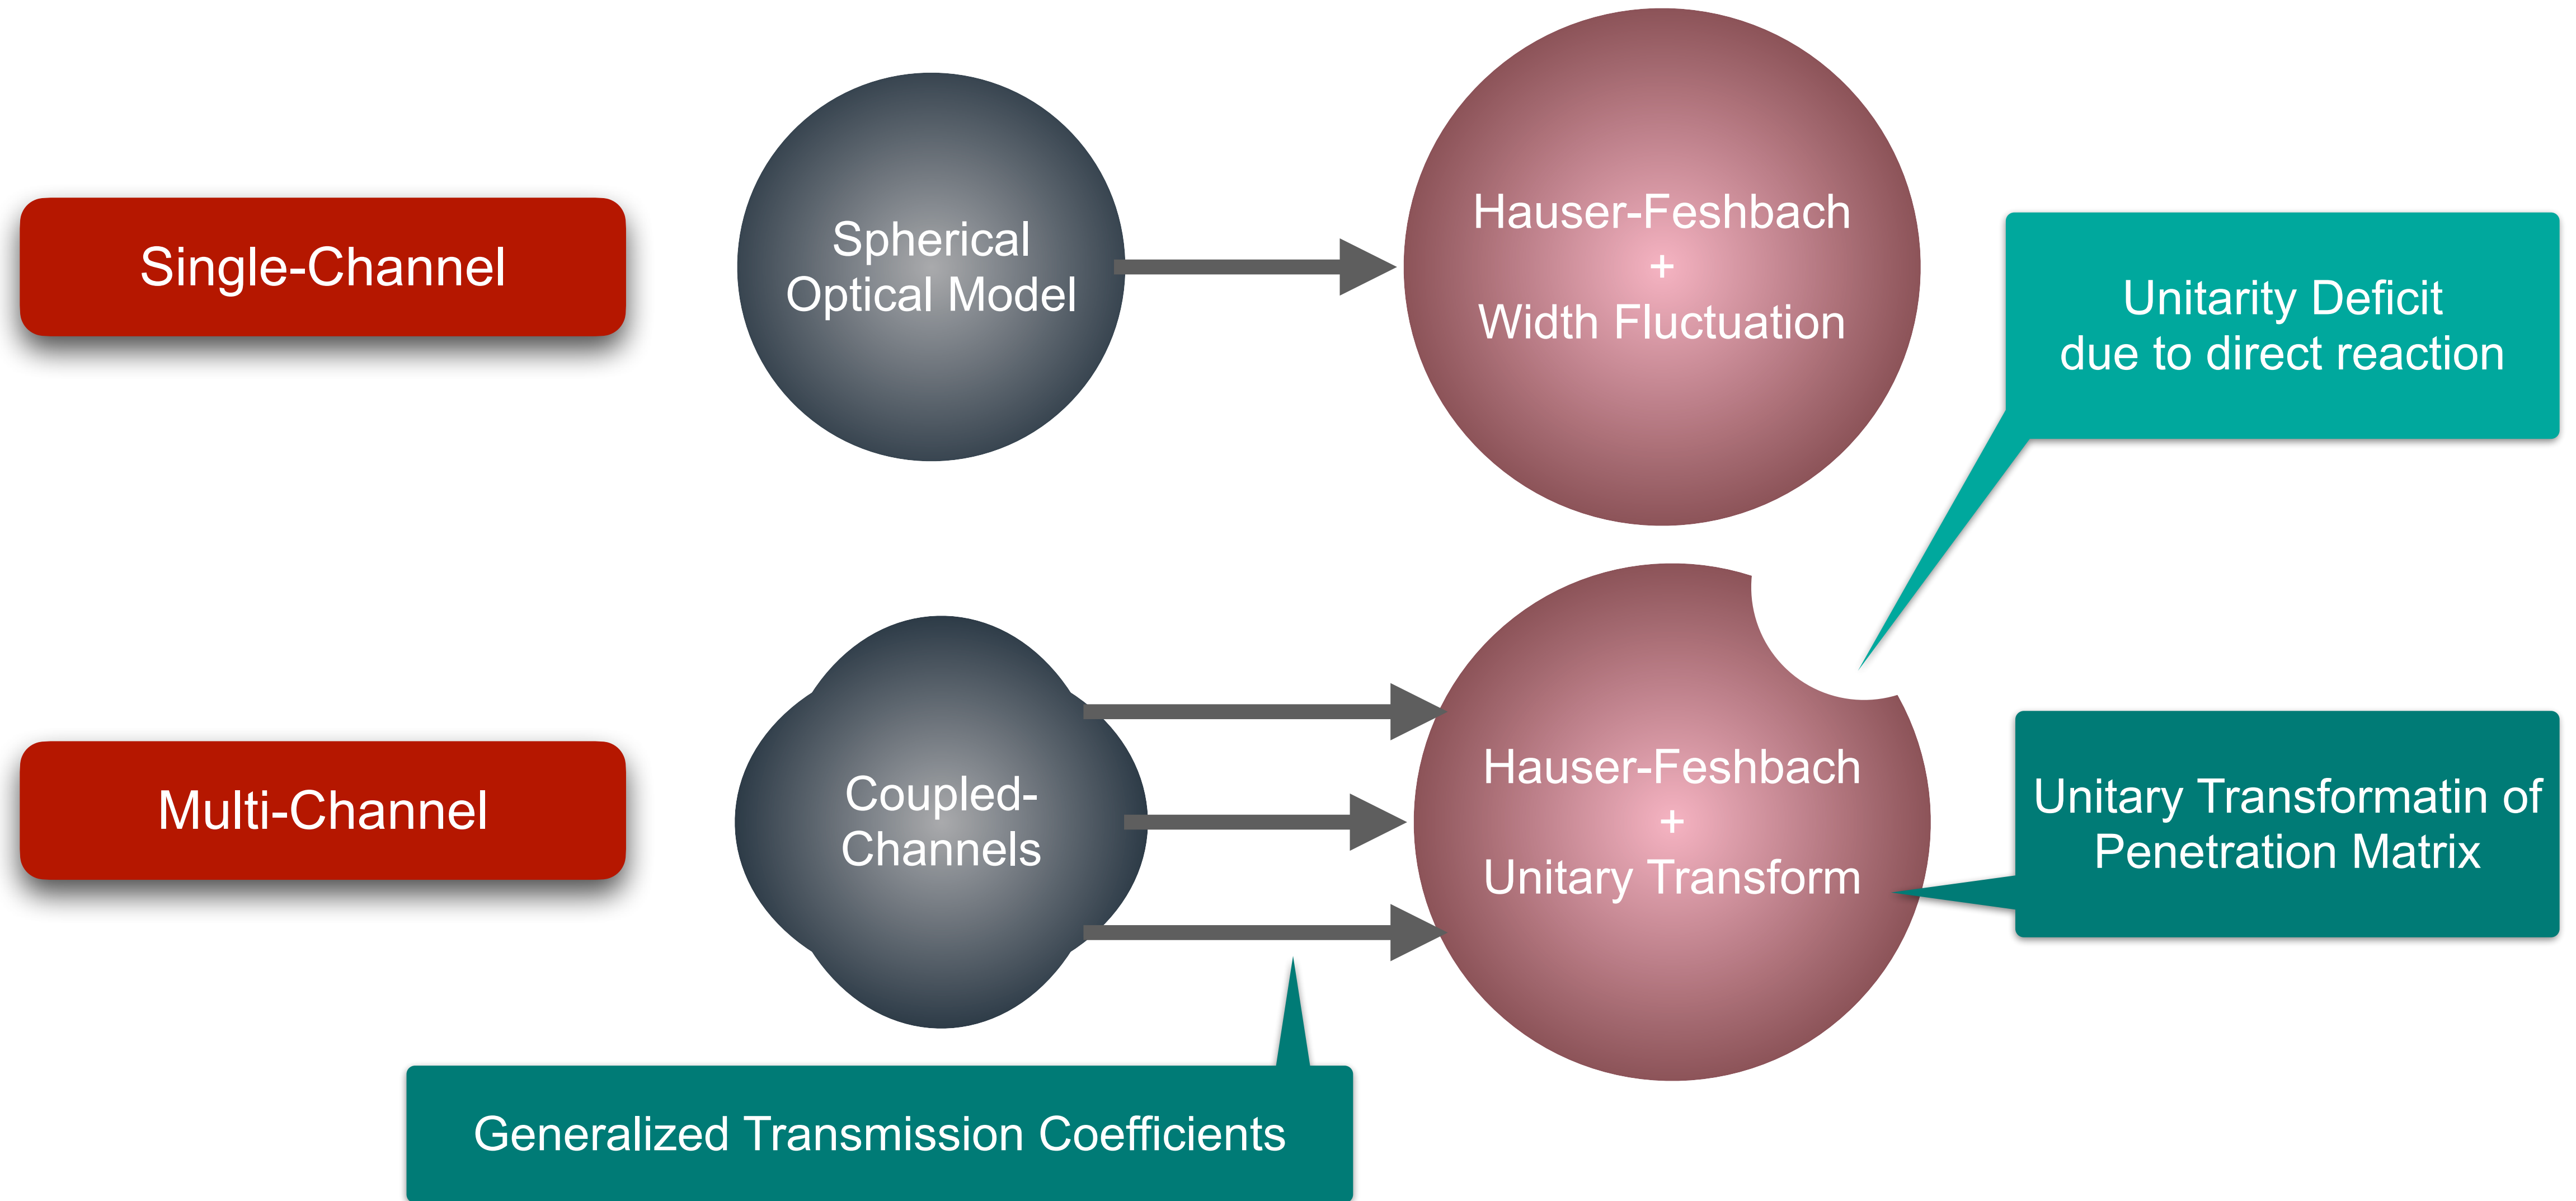 Single-Channel
Spherical
Optical Model
Hauser-Feshbach
+
Width Fluctuation
Unitarity Deficit
due to direct reaction
Multi-Channel
Coupled-
Channels
Hauser-Feshbach
+
Unitary Transform
Unitary Transformatin of
Penetration Matrix
Generalized Transmission Coefficients